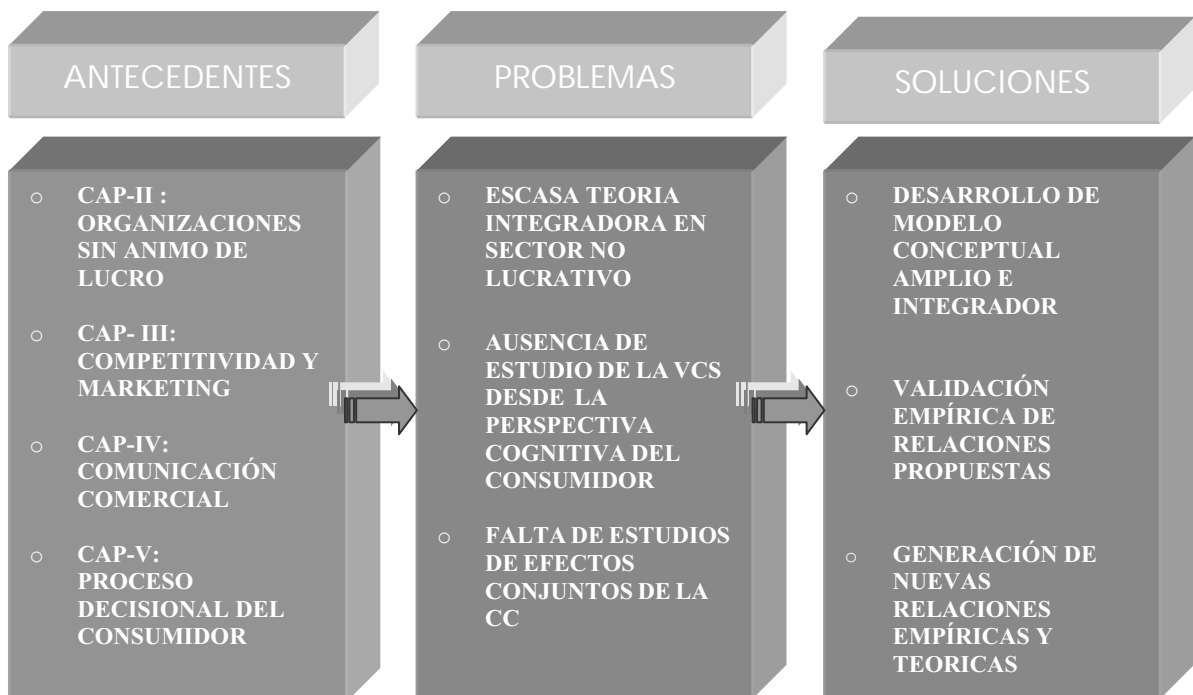 ANTECEDENTES
CAP-II :
ORGANIZACIONES
SIN ANIMO DE
LUCRO
CAP- III:
COMPETITIVIDAD Y
MARKETING
CAP-IV:
COMUNICACIÓN
COMERCIAL
CAP-V:
PROCESO
DECISIONAL DEL
CONSUMIDOR
PROBLEMAS
ESCASA TEORIA
INTEGRADORA EN
SECTOR NO
LUCRATIVO
AUSENCIA DE
ESTUDIO DE LA VCS
DESDE LA
PERSPECTIVA
COGNITIVA DEL
CONSUMIDOR
FALTA DE ESTUDIOS
DE EFECTOS
CONJUNTOS DE LA
CC
SOLUCIONES
DESARROLLO DE
MODELO
CONCEPTUAL
AMPLIO E
INTEGRADOR
VALIDACIÓN
EMPÍRICA DE
RELACIONES
PROPUESTAS
GENERACIÓN DE
NUEVAS
RELACIONES
EMPÍRICAS Y
TEORICAS